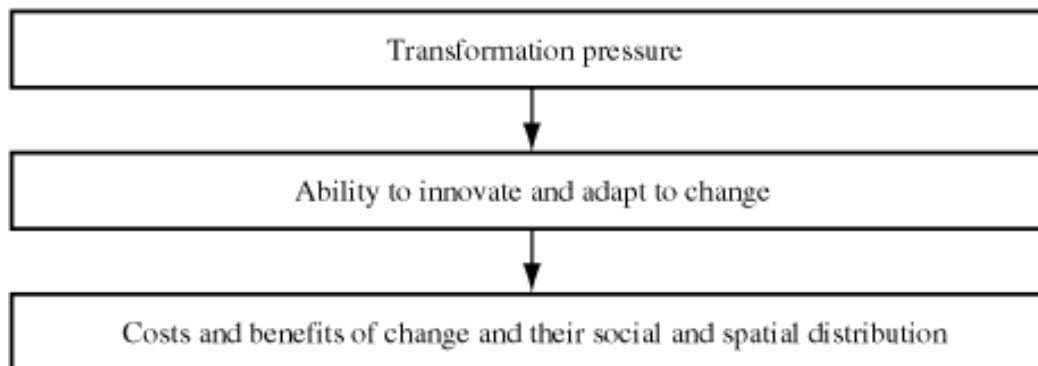 Transformation pressure
Ability to innovate and adapt to change
Costs and benefits of change and their social and spatial distribution